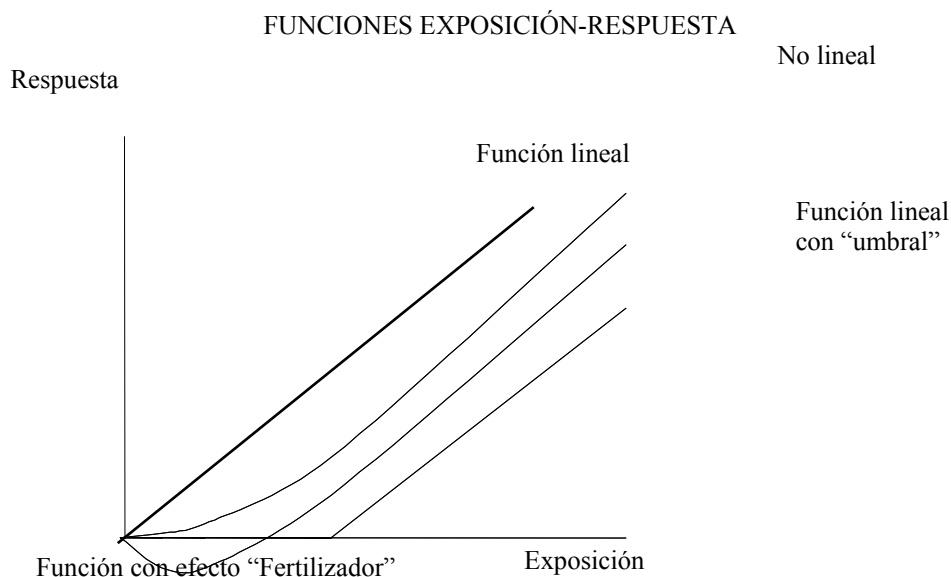 FUNCIONES EXPOSICIÓN-RESPUESTA
No lineal
Respuesta
Función lineal
Función lineal
con “umbral”
Exposición
Función con efecto “Fertilizador”